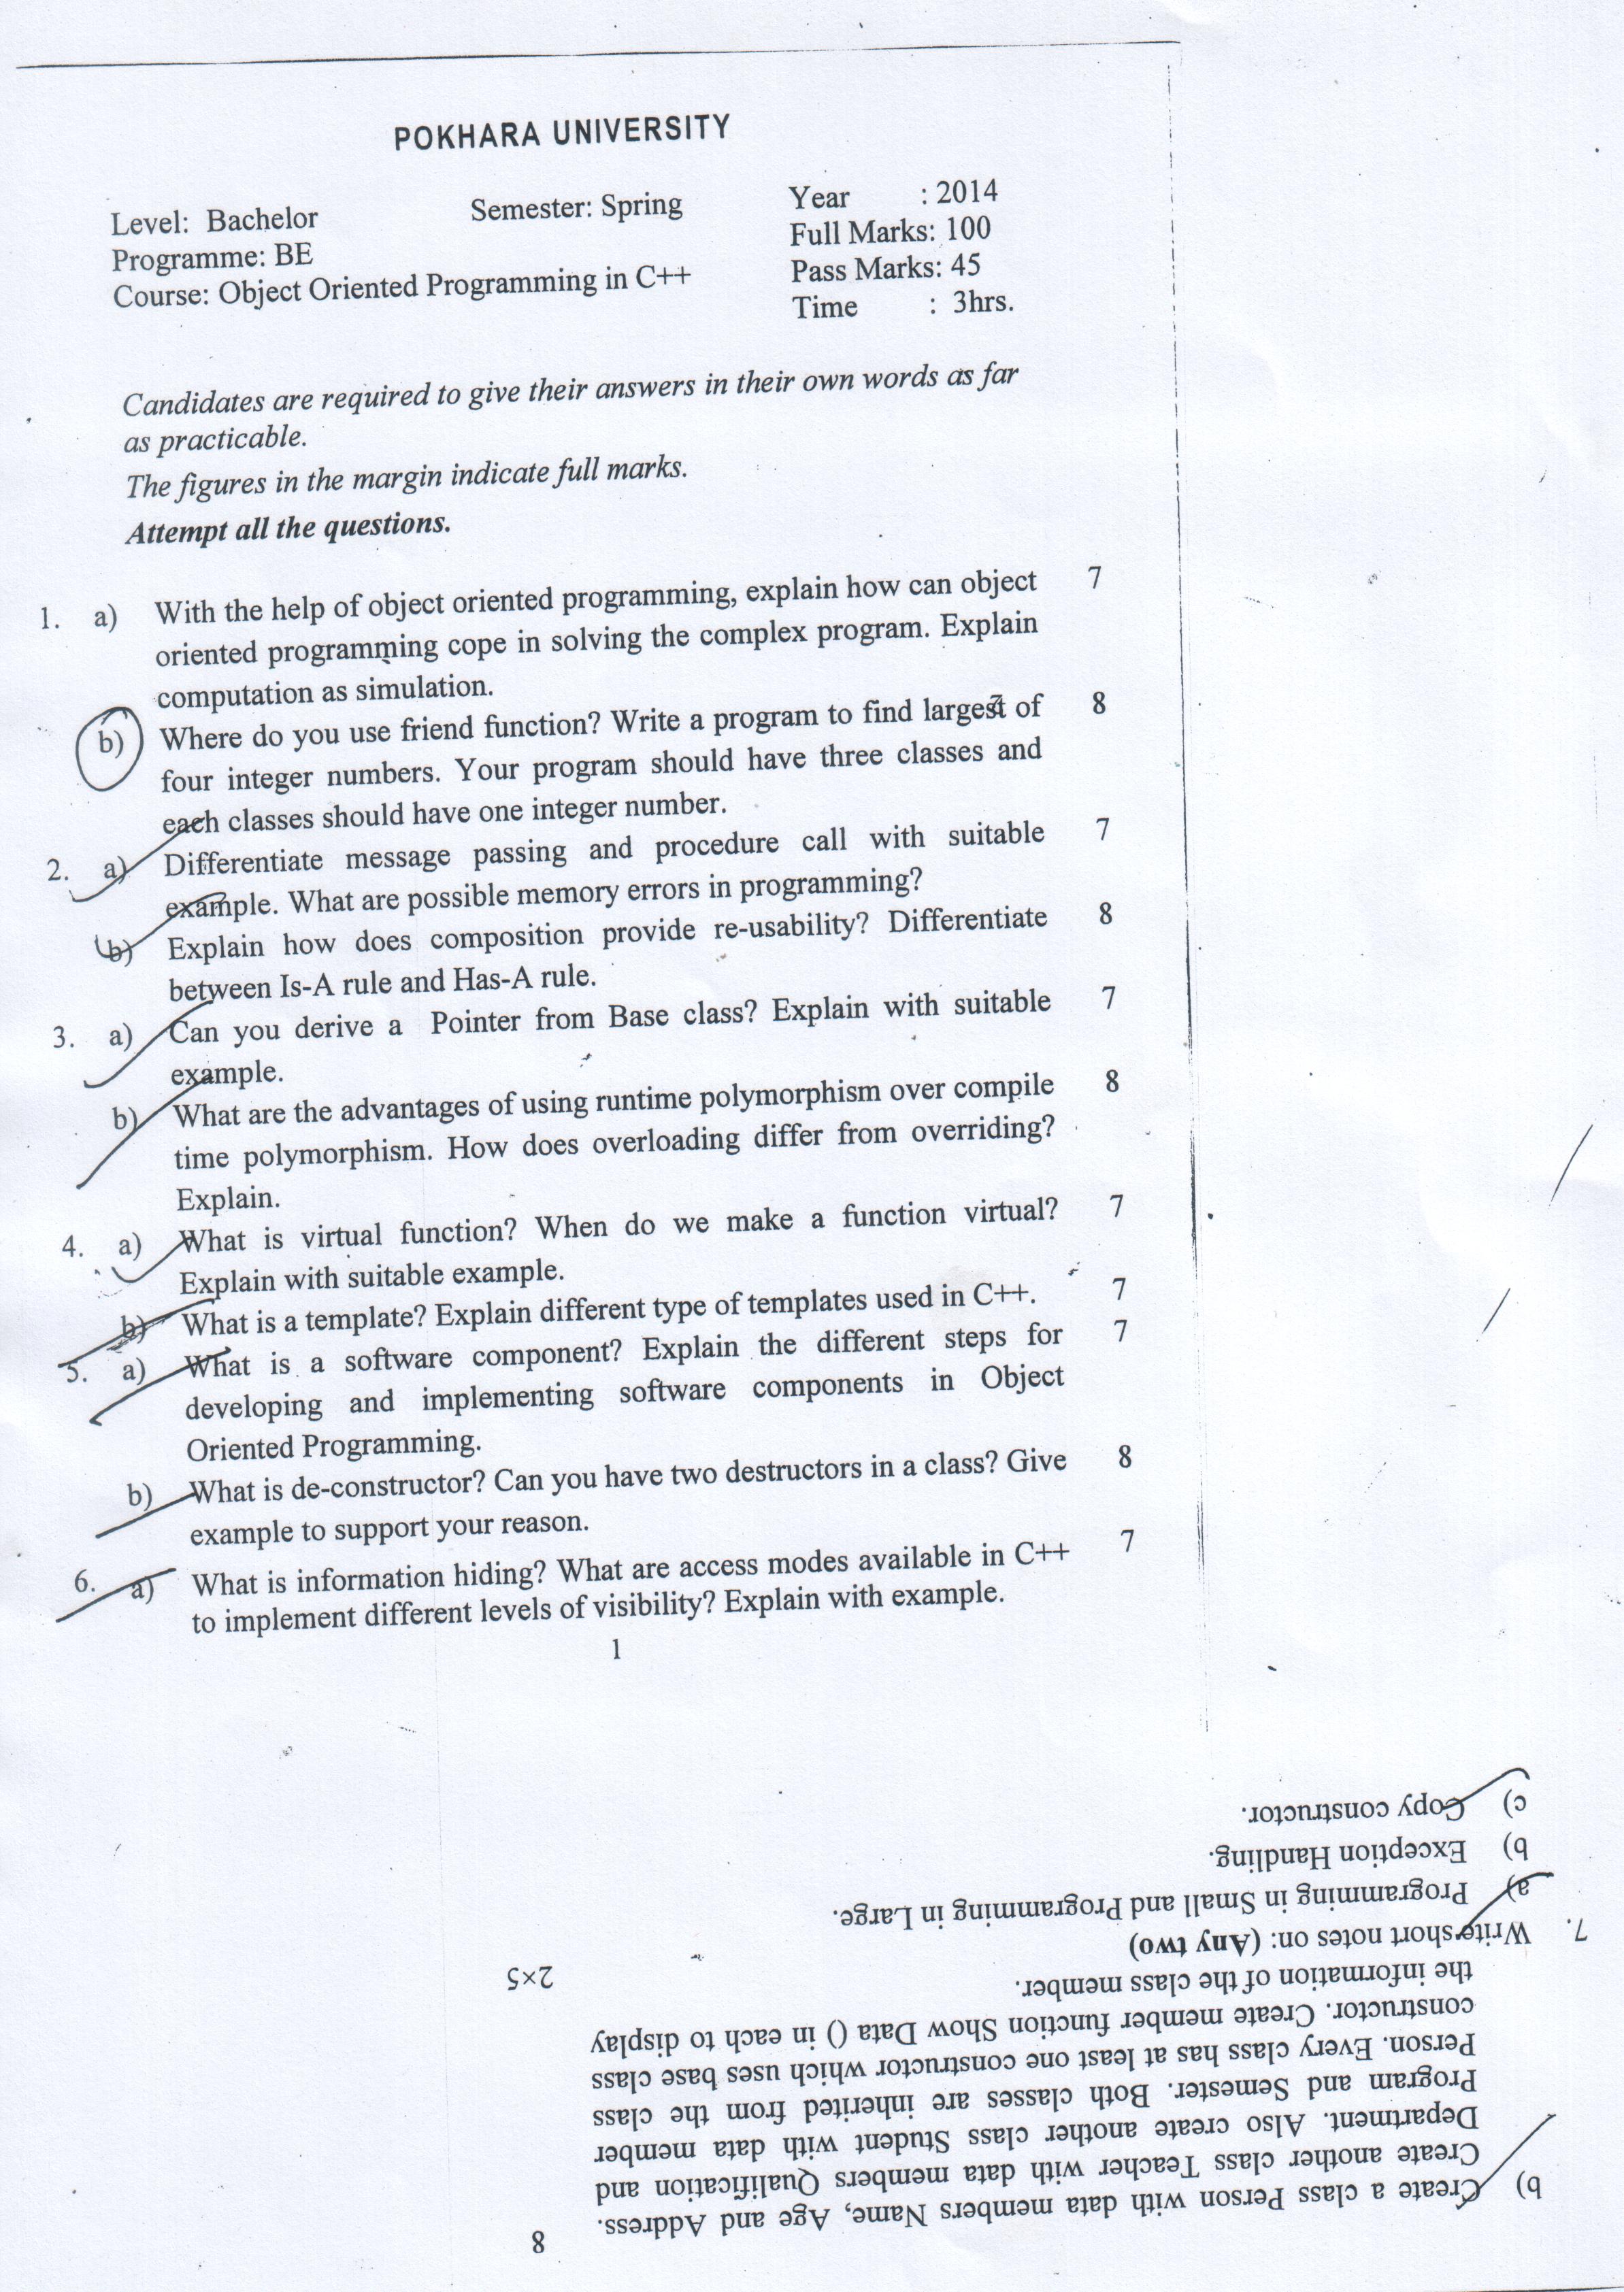 POKHARA UNIVERSITY
Level: Bachelor Semester: Spring Year : 2014
Programme: BE Full Marks: 100
Course: Object Oriented Programming in C++ Pass Marks: 45
Time : 3hrs.
Candidates are required to give their answers in their own words as far
as practicable.
The figures in the margin indicate full marks.
Attempt all the questions.
1. a) With the help of object oriented programming, explain how can object 7
oriented programming cope in solving the complex program. Explain
computation as simulation.
b) Where do you use friend function? Write a program to find largest of 8
four integer numbers. Your program should have three classes and
each classes should have one integer number.
2. a) Differentiate message passing and procedure call with suitable 7
example. What are possible memory errors in programming?
b) Explain how does composition provide re-usability? Differentiate 8
between Is-A rule and Has-A rule.
3. a) Can you derive a Pointer from Base class? Explain with suitable 7
example.
b) What are the advantages of using runtime polymorphism over compile 8
time polymorphism. How does overloading differ from overriding?
Explain.
4. a) What is virtual function? When do we make a function virtual? 7
Explain with suitable example.
b) What is a template? Explain different type of templates used in C++. 7
5. a) What is a software component? Explain the different steps for 7
developing and implementing software components in Object
Oriented Programming.
b) What is de-constructor? Can you have two destructors in a class? Give 8
example to support your reason.
6. a) What is information hiding? What are access modes available in C++ 7
to implement different levels of visibility? Explain with example.
1
b) Create a class Person with data members Name, Age and Address. 8
Create another class Teacher with data members Qualification and
Department. Also create another class Student with data member
Program and Semester. Both classes are inherited from the class
Person. Every class has at least one constructor which uses base class
constructor. Create member function Show Data () in each to display
the information of the class member.
7. Write short notes on: (Any two) 2×5
a) Programming in Small and Programming in Large.
b) Exception Handling.
c) Copy constructor.